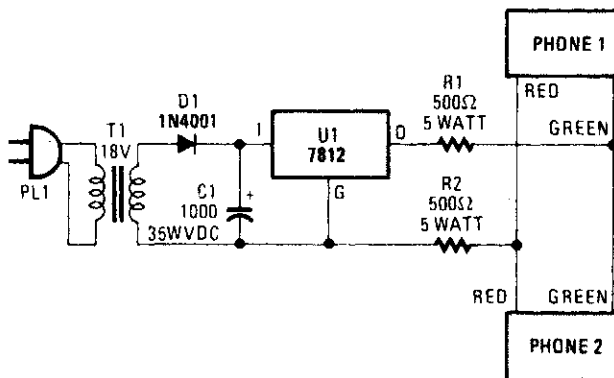 PHONE 1
RED
GREEN
R1
500Ω
5 WATT
D1
1N4001
T1
18V
I
U1
7812
O
G
PL1
C1
1000
35WVDC
+
R2
500Ω
5 WATT
RED
GREEN
PHONE 2